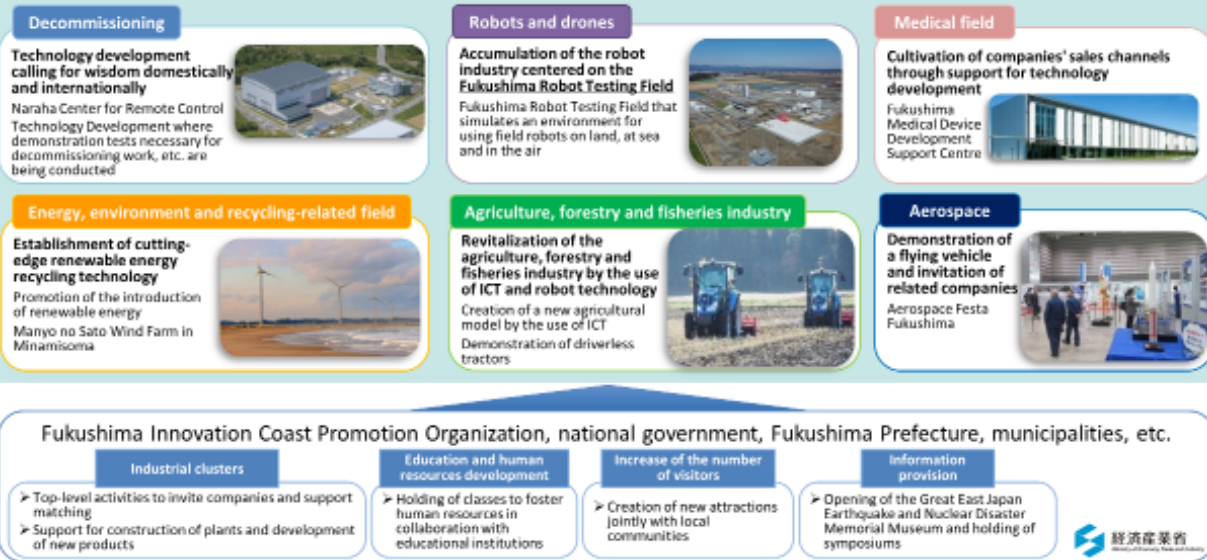 Decommissioning
Technology development
calling for wisdom domestically
and internationally
Naraha Center for Remote Control
Technology Development where
demonstration tests necessary for
decommissioning work, etc. are
being conducted
Robots and drones
Accumulation of the robot
industry centered on the
Fukushima Robot Testing Field
Fukushima Robot Testing Field that
simulates an environment for
using field robots on land, at sea
and in the air
Medical field
Cultivation of companies' sales channels
through support for technology
development
Fukushima
Medical Device
Development
Support Centre
Energy, environment and recycling-related field
Establishment of cutting-
edge renewable energy
recycling technology
Promotion of the introduction
of renewable energy
Manyo no Sato Wind Farm in
Minamisoma
Agriculture, forestry and fisheries industry
Revitalization of the
agriculture, forestry and
fisheries industry by the use
of ICT and robot technology
Creation of a new agricultural
model by the use of ICT
Demonstration of driverless
tractors
Aerospace
Demonstration of
a flying vehicle
and invitation of
related companies
Aerospace Festa
Fukushima
Fukushima Innovation Coast Promotion Organization, national government, Fukushima Prefecture, municipalities, etc.
Industrial clusters
➤ Top-level activities to invite companies and support
matching
➤ Support for construction of plants and development
of new products
Education and human
resources development
➤ Holding of classes to foster
human resources in
collaboration with
educational institutions
Increase of the number
of visitors
➤ Creation of new attractions
jointly with local
communities
Information
provision
➤ Opening of the Great East Japan
Earthquake and Nuclear Disaster
Memorial Museum and holding of
symposiums
経済産業省
Ministry of Economy, Trade and Industry